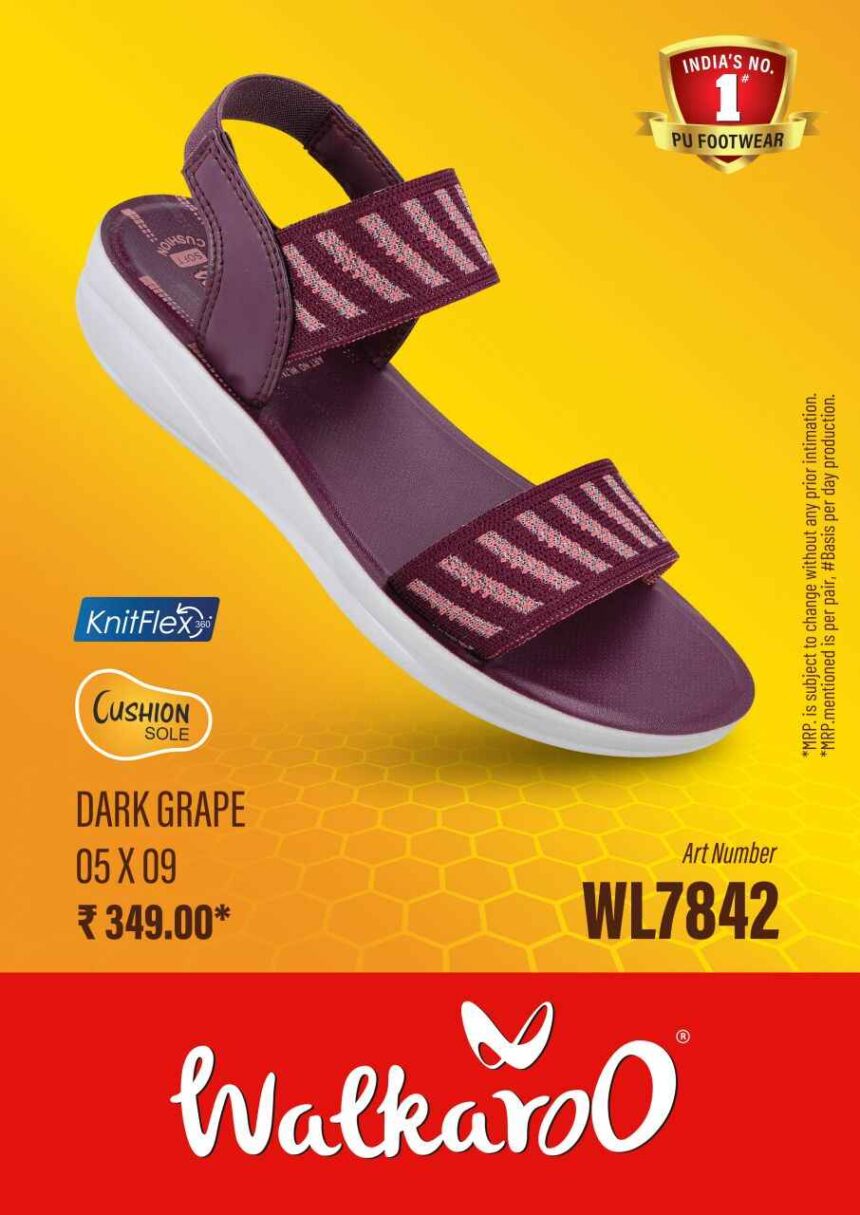 INDIA'S NO.
1#
PU FOOTWEAR
CUSHION
SOFT
*MRP. is subject to change without any prior intimation.
*MRP.mentioned is per pair, #Basis per day production.
KnitFlex 360
CUSHION
SOLE
DARK GRAPE
05 X 09
₹ 349.00*
Art Number
WL7842
Walkaroo®